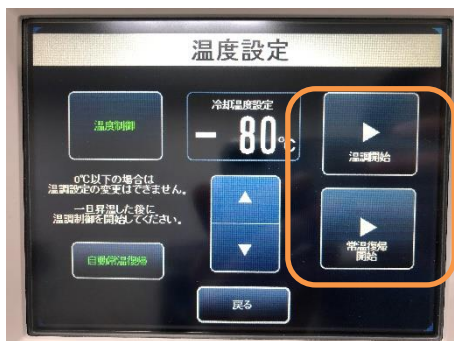 温度設定
温度制御
冷却温度設定
- 80℃
温調開始
0℃以下の場合は
温調設定の変更はできません。
一旦昇温した後に
温調制御を開始してください。
自動常温復帰
常温復帰
開始
戻る